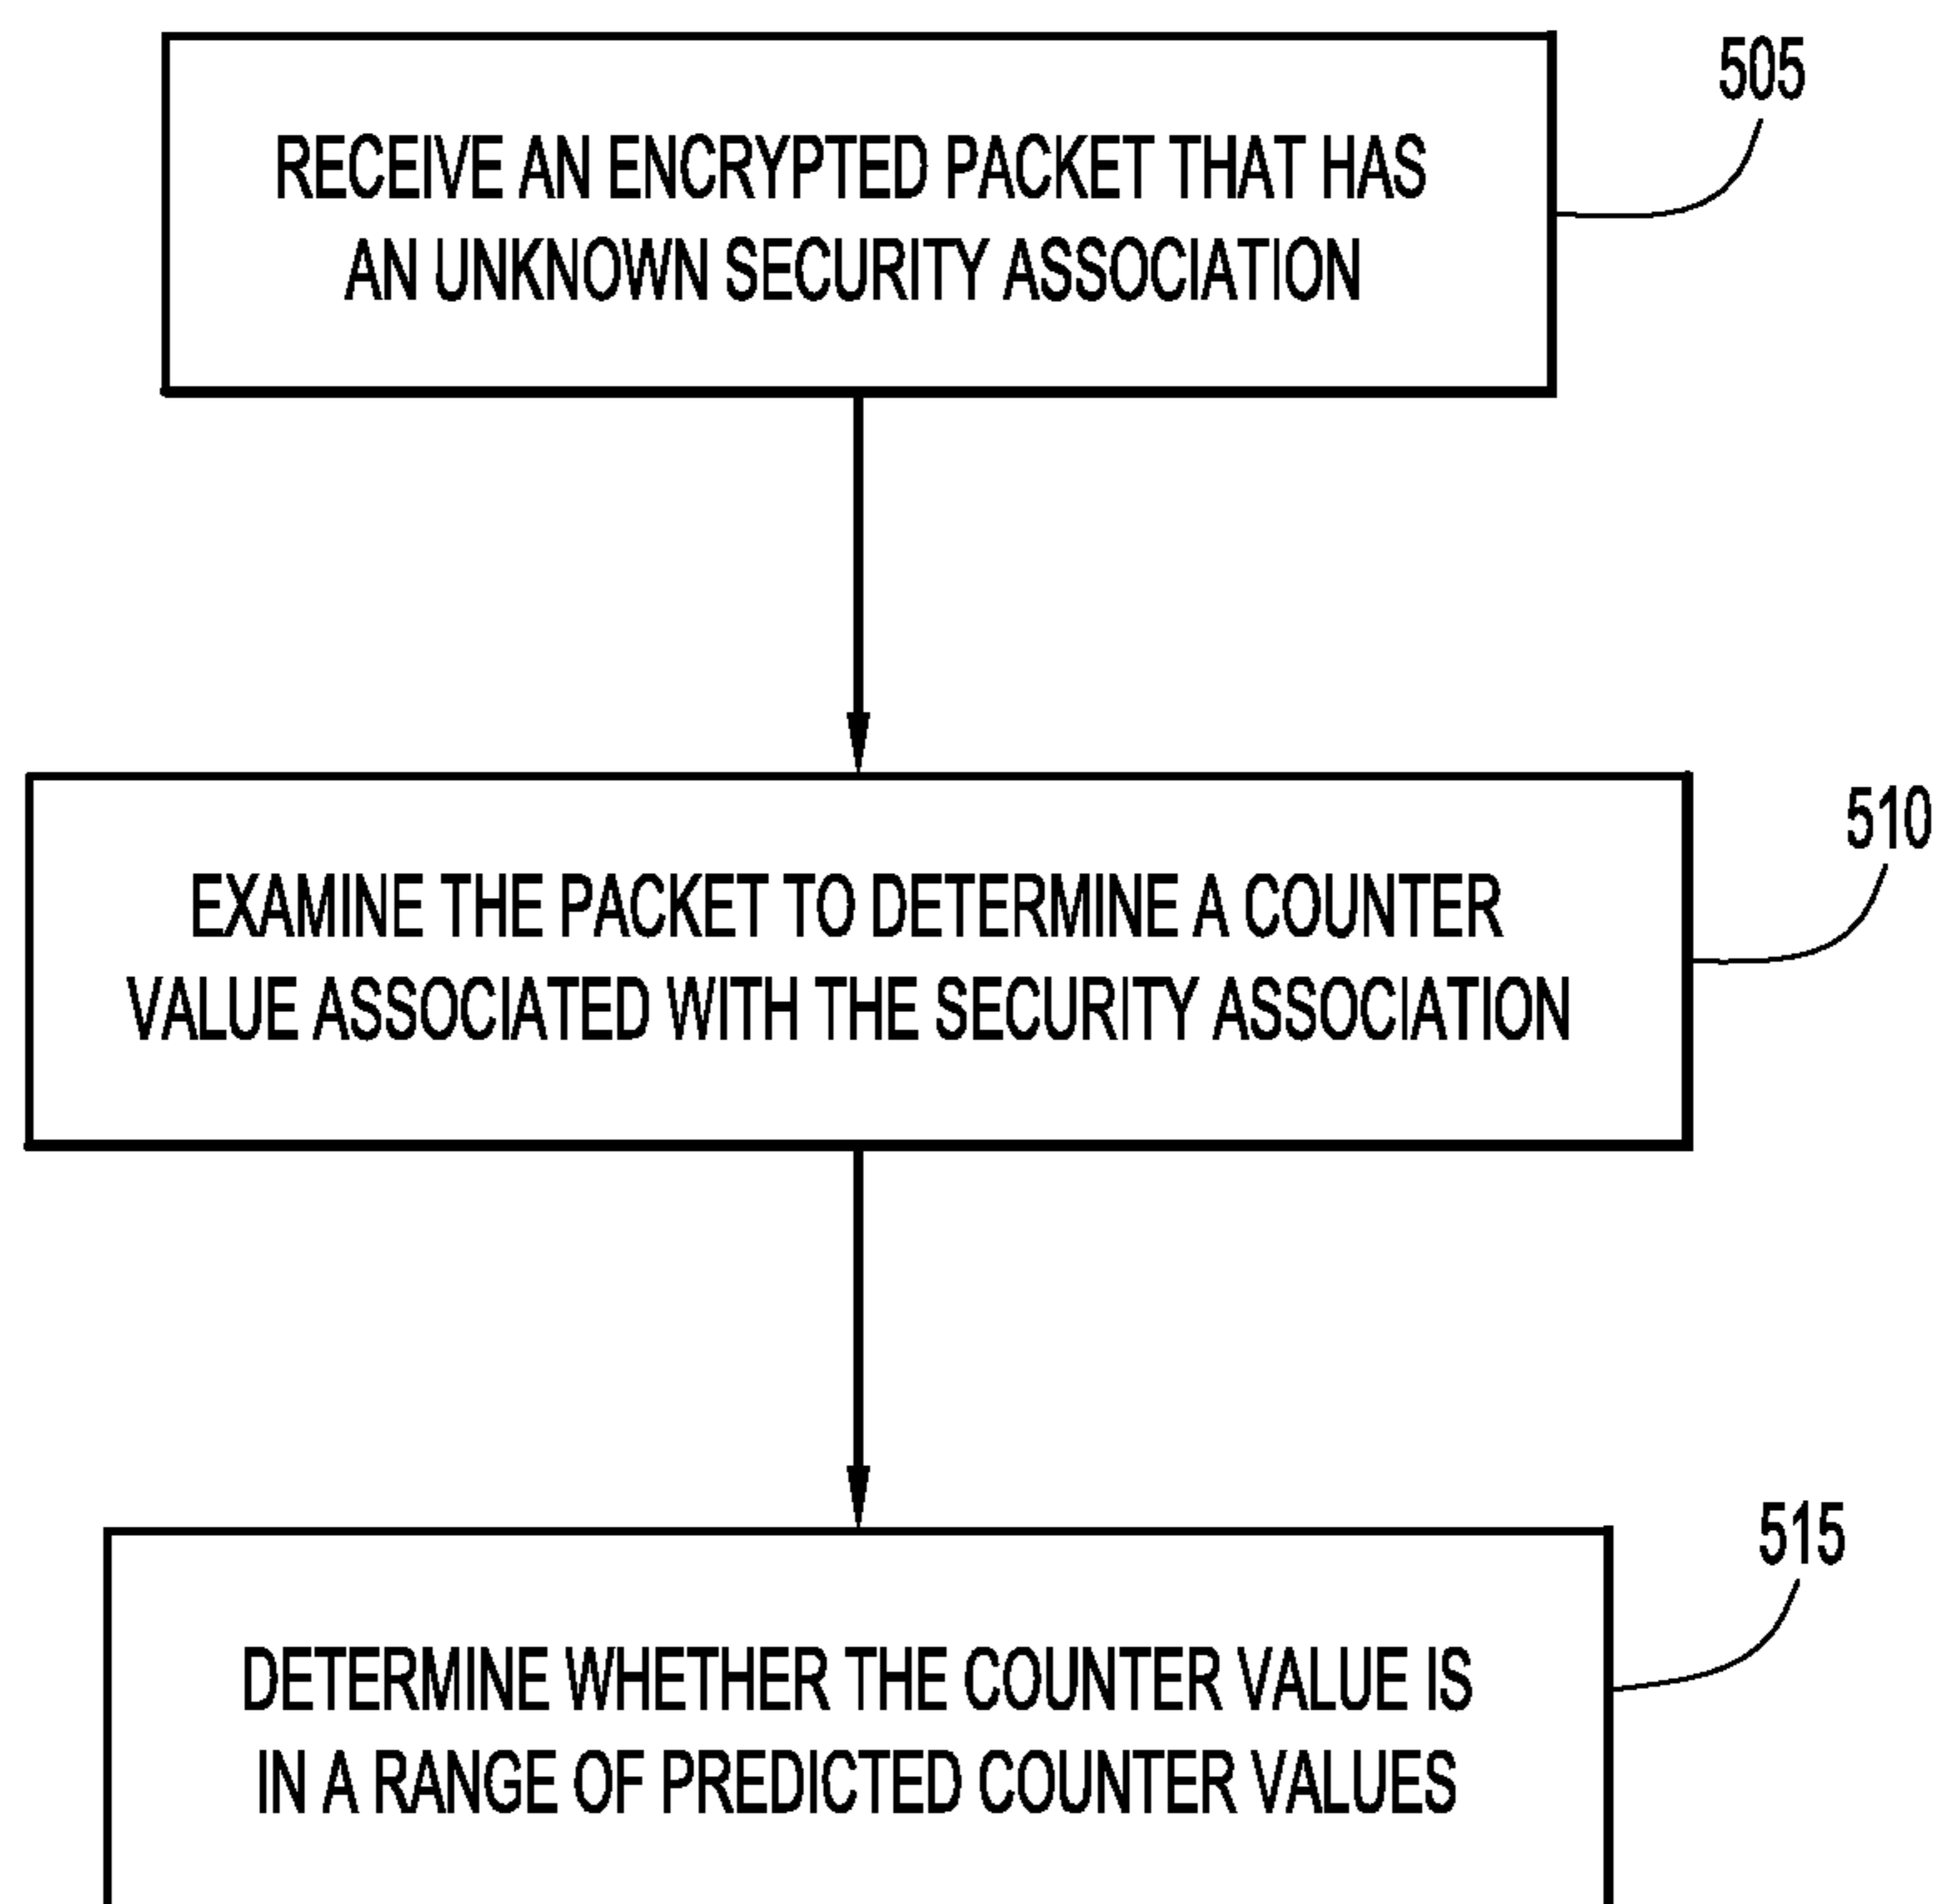 505
RECEIVE AN ENCRYPTED PACKET THAT HAS
AN UNKNOWN SECURITY ASSOCIATION
510
EXAMINE THE PACKET TO DETERMINE A COUNTER
VALUE ASSOCIATED WITH THE SECURITY ASSOCIATION
515
DETERMINE WHETHER THE COUNTER VALUE IS
IN A RANGE OF PREDICTED COUNTER VALUES